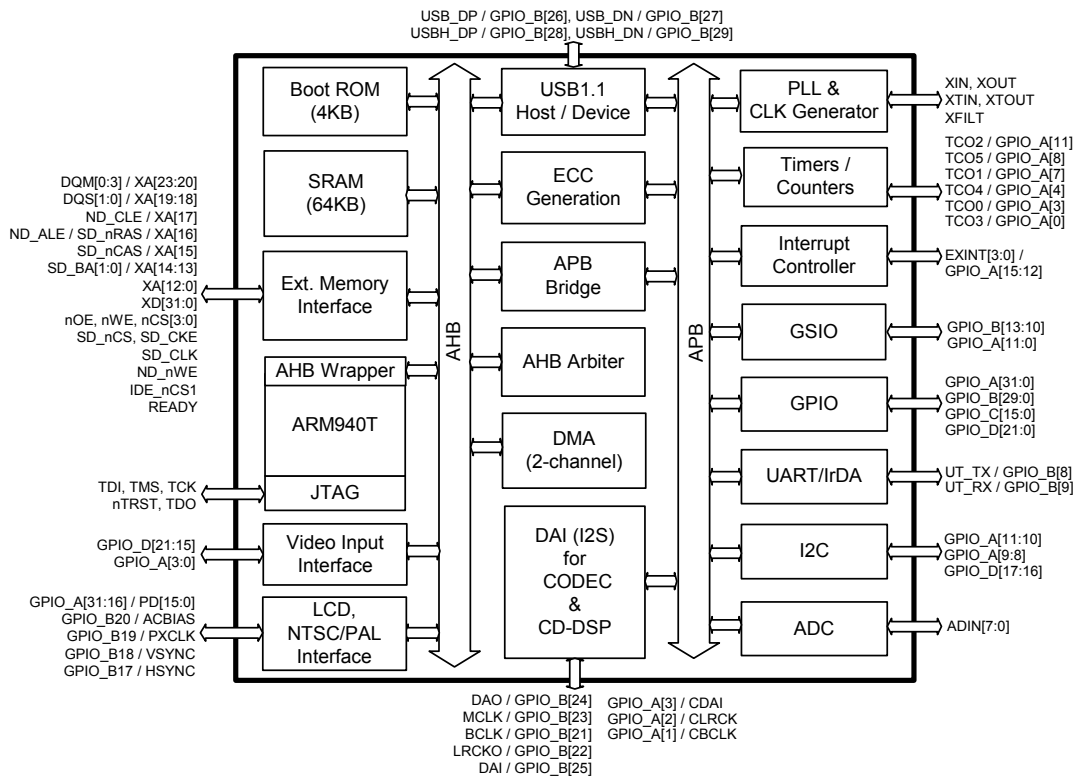 USB_DP / GPIO_B[26], USB_DN / GPIO_B[27]
USBH_DP / GPIO_B[28], USBH_DN / GPIO_B[29]
Boot ROM
(4KB)
SRAM
(64KB)
Ext. Memory
Interface
AHB Wrapper
ARM940T
JTAG
Video Input
Interface
LCD,
NTSC/PAL
Interface
AHB
USB1.1
Host / Device
ECC
Generation
APB
Bridge
AHB Arbiter
DMA
(2-channel)
DAI (I2S)
for
CODEC
&
CD-DSP
APB
PLL &
CLK Generator
Timers /
Counters
Interrupt
Controller
GSIO
GPIO
UART/IrDA
I2C
ADC
DQM[0:3] / XA[23:20]
DQS[1:0] / XA[19:18]
ND_CLE / XA[17]
ND_ALE / SD_nRAS / XA[16]
SD_nCAS / XA[15]
SD_BA[1:0] / XA[14:13]
XA[12:0]
XD[31:0]
nOE, nWE, nCS[3:0]
SD_nCS, SD_CKE
SD_CLK
ND_nWE
IDE_nCS1
READY
TDI, TMS, TCK
nTRST, TDO
GPIO_D[21:15]
GPIO_A[3:0]
GPIO_A[31:16] / PD[15:0]
GPIO_B20 / ACBIAS
GPIO_B19 / PXCLK
GPIO_B18 / VSYNC
GPIO_B17 / HSYNC
XIN, XOUT
XTIN, XTOUT
XFILT
TCO2 / GPIO_A[11]
TCO5 / GPIO_A[8]
TCO1 / GPIO_A[7]
TCO4 / GPIO_A[4]
TCO0 / GPIO_A[3]
TCO3 / GPIO_A[0]
EXINT[3:0] /
GPIO_A[15:12]
GPIO_B[13:10]
GPIO_A[11:0]
GPIO_A[31:0]
GPIO_B[29:0]
GPIO_C[15:0]
GPIO_D[21:0]
UT_TX / GPIO_B[8]
UT_RX / GPIO_B[9]
GPIO_A[11:10]
GPIO_A[9:8]
GPIO_D[17:16]
ADIN[7:0]
DAO / GPIO_B[24]
MCLK / GPIO_B[23]
BCLK / GPIO_B[21]
LRCKO / GPIO_B[22]
DAI / GPIO_B[25]
GPIO_A[3] / CDAI
GPIO_A[2] / CLRCK
GPIO_A[1] / CBCLK